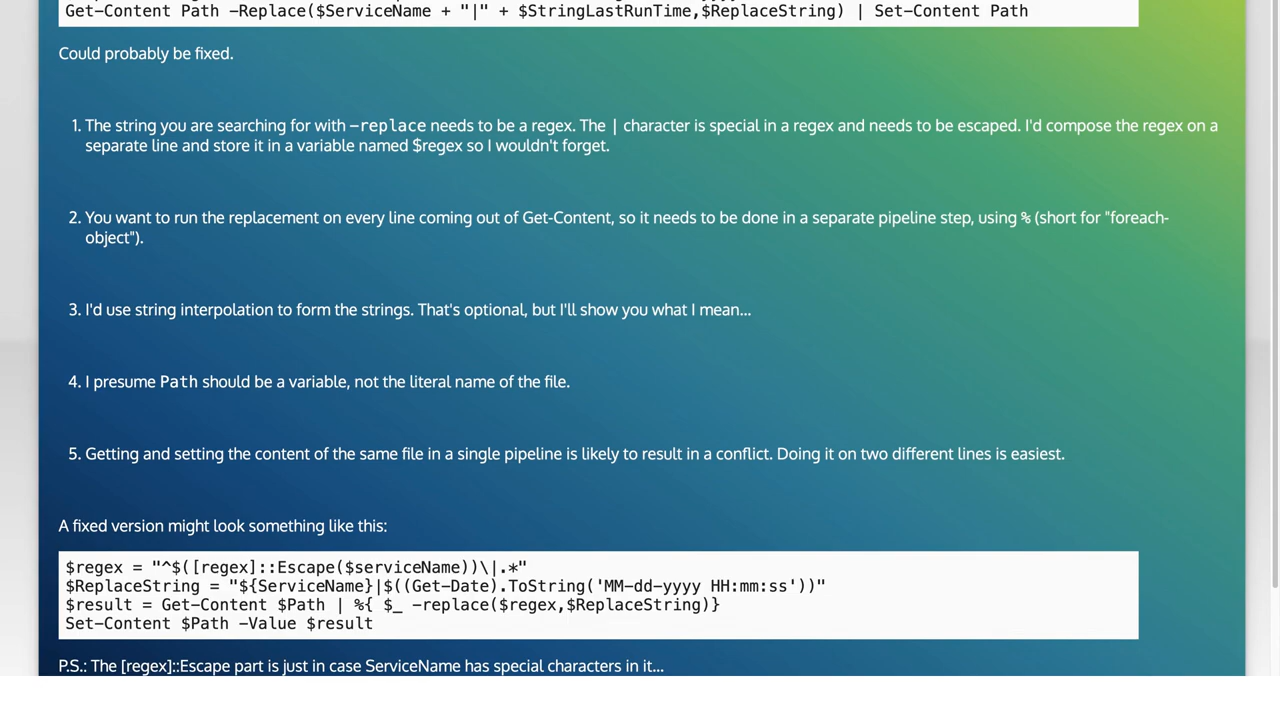 Get-Content Path -Replace($ServiceName + "|" + $StringLastRunTime,$ReplaceString) | Set-Content Path
Could probably be fixed.
1. The string you are searching for with -replace needs to be a regex. The | character is special in a regex and needs to be escaped. I'd compose the regex on a
separate line and store it in a variable named $regex so I wouldn't forget.
2. You want to run the replacement on every line coming out of Get-Content, so it needs to be done in a separate pipeline step, using % (short for "foreach-
object").
3. I'd use string interpolation to form the strings. That's optional, but I'll show you what I mean...
4. I presume Path should be a variable, not the literal name of the file.
5. Getting and setting the content of the same file in a single pipeline is likely to result in a conflict. Doing it on two different lines is easiest.
A fixed version might look something like this:
$regex = "^$([regex]::Escape($serviceName))\|.*"
$ReplaceString = "${ServiceName}|$((Get-Date).ToString('MM-dd-yyyy HH:mm:ss'))"
$result = Get-Content $Path | %{ $_ -replace($regex,$ReplaceString)}
Set-Content $Path -Value $result
P.S.: The [regex]::Escape part is just in case ServiceName has special characters in it...